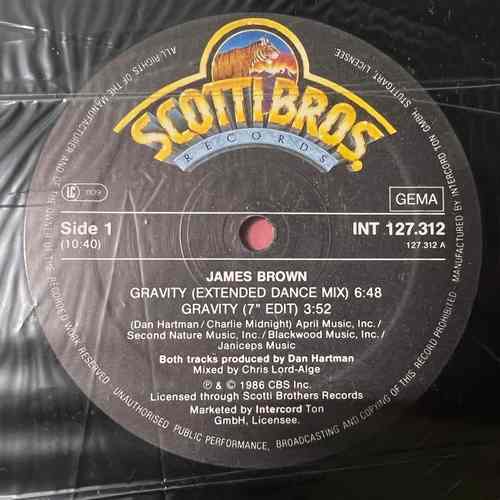 SCOTTI BROS.
RECORDS
LC
GEMA
Side 1
(10:40)
INT 127.312
127.312 A
JAMES BROWN
GRAVITY (EXTENDED DANCE MIX) 6:48
GRAVITY (7" EDIT) 3:52
(Dan Hartman/Charlie Midnight) April Music, Inc./
Second Nature Music, Inc./Blackwood Music, Inc./
Janiceps Music
Both tracks produced by Dan Hartman
Mixed by Chris Lord-Alge
℗ & © 1986 CBS Inc.
Licensed through Scotti Brothers Records
Marketed by Intercord Ton
GmbH, Licensee.
ALL RIGHTS OF THE MANUFACTURER AND OF THE OWNER OF THE RECORDED WORK RESERVED. UNAUTHORISED PUBLIC PERFORMANCE, BROADCASTING AND COPYING OF THIS RECORD PROHIBITED. MANUFACTURED BY INTERCORD TON GMBH, STUTTGART, LICENSEE.